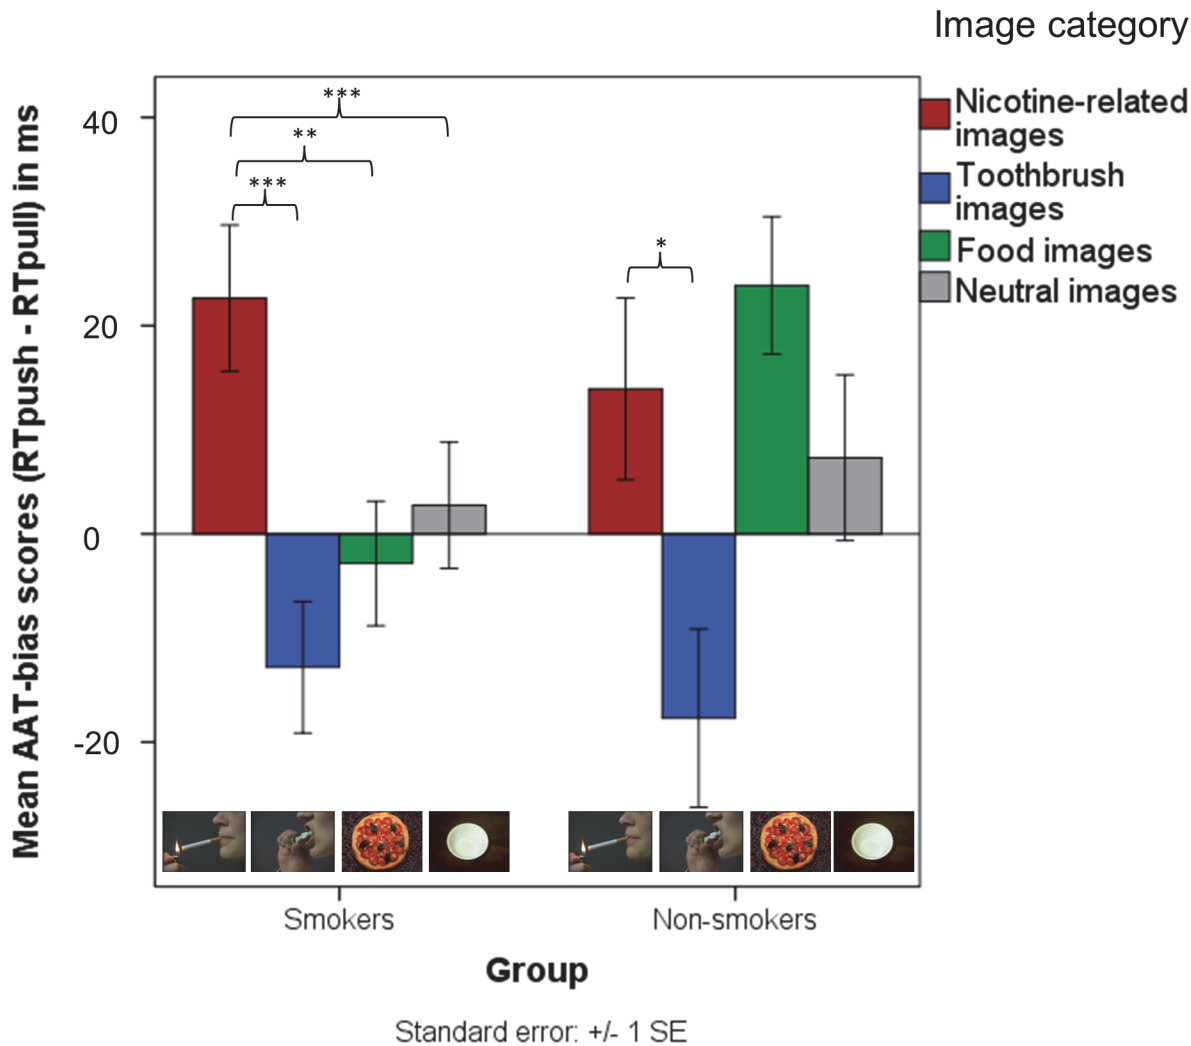 Image category
Nicotine-related
images
Toothbrush
images
Food images
Neutral images
Mean AAT-bias scores (RTpush - RTpull) in ms
40
20
0
-20
***
**
***
*
Smokers
Non-smokers
Group
Standard error: +/- 1 SE